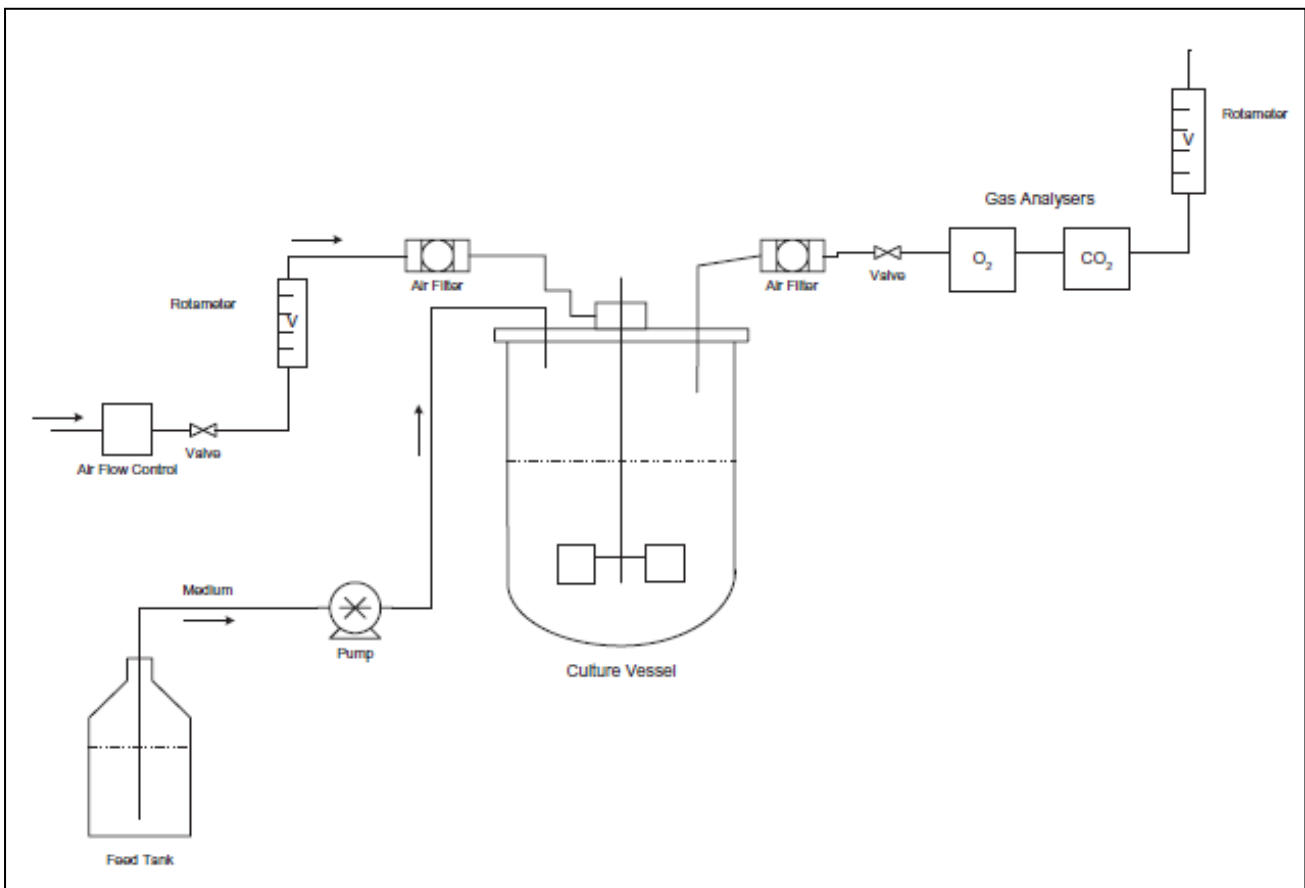 Rotameter
V
Gas Analysers
O₂
CO₂
Air Filter
Air Filter
Valve
Rotameter
V
Valve
Air Flow Control
Medium
Pump
Culture Vessel
Feed Tank